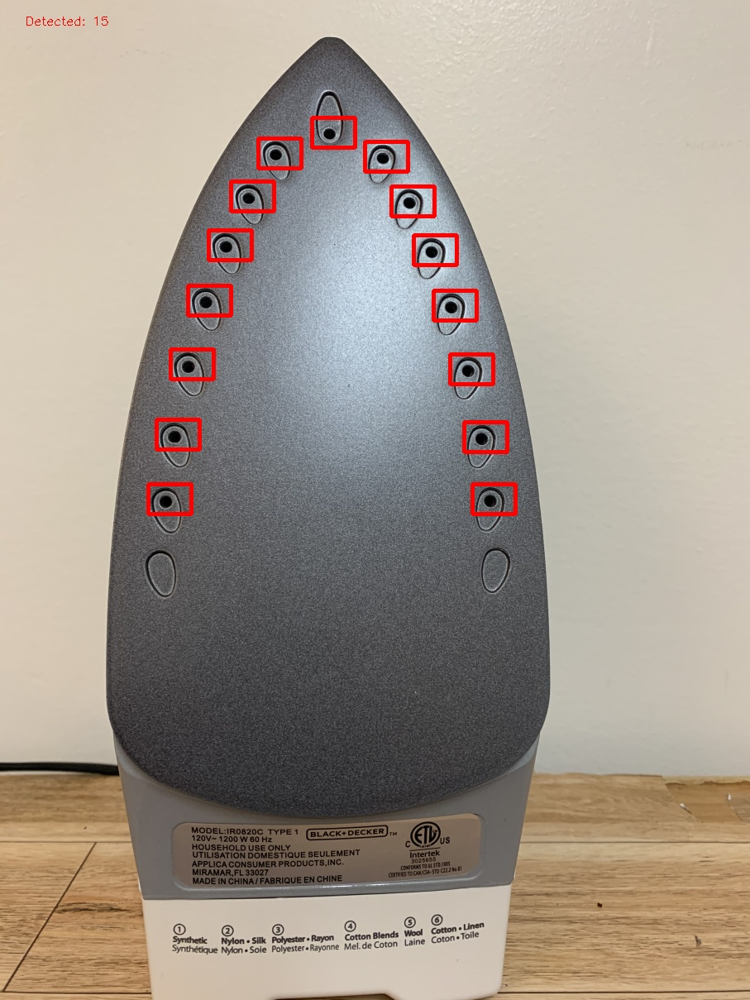 Detected: 15
MODEL:IR0820C TYPE 1 BLACK+DECKER™
120V~ 1200 W 60 Hz
HOUSEHOLD USE ONLY
UTILISATION DOMESTIQUE SEULEMENT
APPLICA CONSUMER PRODUCTS,INC.
MIRAMAR,FL 33027
MADE IN CHINA / FABRIQUE EN CHINE
C ETL US
Intertek
3025655
CONFORMS TO UL STD.1005
CERTIFIED TO CAN/CSA-STD C22.2 No.81
1 2 3 4 5 6
Synthetic Nylon • Silk Polyester • Rayon Cotton Blends Wool Cotton • Linen
Synthétique Nylon • Soie Polyester • Rayonne Mel. de Coton Laine Coton • Toile